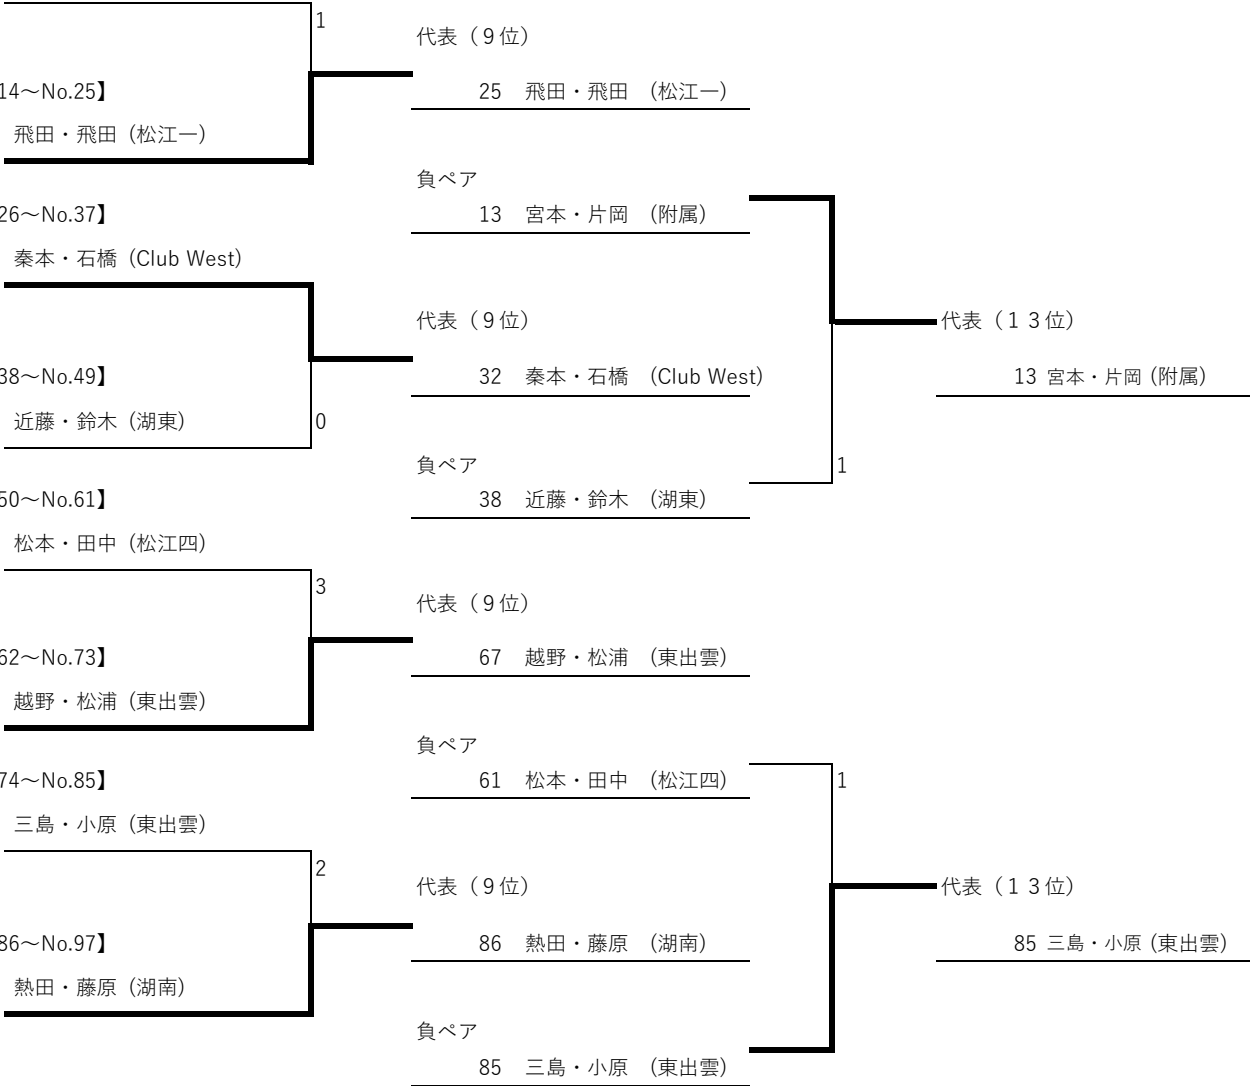 1
14～No.25】
飛田・飛田（松江一）
26～No.37】
秦本・石橋（Club West）
38～No.49】
近藤・鈴木（湖東）
0
50～No.61】
松本・田中（松江四）
3
62～No.73】
越野・松浦（東出雲）
74～No.85】
三島・小原（東出雲）
2
86～No.97】
熱田・藤原（湖南）
代表（９位）
25 飛田・飛田 （松江一）
負ペア
13 宮本・片岡 （附属）
代表（９位）
32 秦本・石橋 （Club West）
負ペア
38 近藤・鈴木 （湖東）
代表（９位）
67 越野・松浦 （東出雲）
負ペア
61 松本・田中 （松江四）
代表（９位）
86 熱田・藤原 （湖南）
負ペア
85 三島・小原 （東出雲）
代表（１３位）
13 宮本・片岡（附属）
1
1
代表（１３位）
85 三島・小原（東出雲）